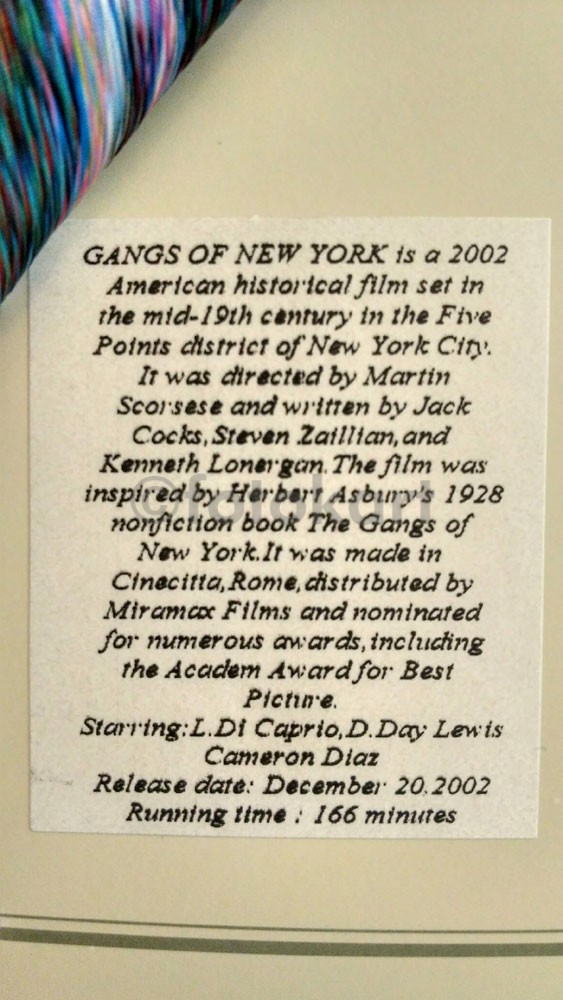 GANGS OF NEW YORK is a 2002
American historical film set in
the mid-19th century in the Five
Points district of New York City.
It was directed by Martin
Scorsese and written by Jack
Cocks,Steven Zaillian,and
Kenneth Lonergan.The film was
inspired by Herbert Asbury's 1928
nonfiction book The Gangs of
New York.It was made in
Cinecitta,Rome,distributed by
Miramax Films and nominated
for numerous awards,including
the Academ Award for Best
Picture.
Starring:L.Di Caprio,D.Day Lewis
Cameron Diaz
Release date: December 20.2002
Running time : 166 minutes